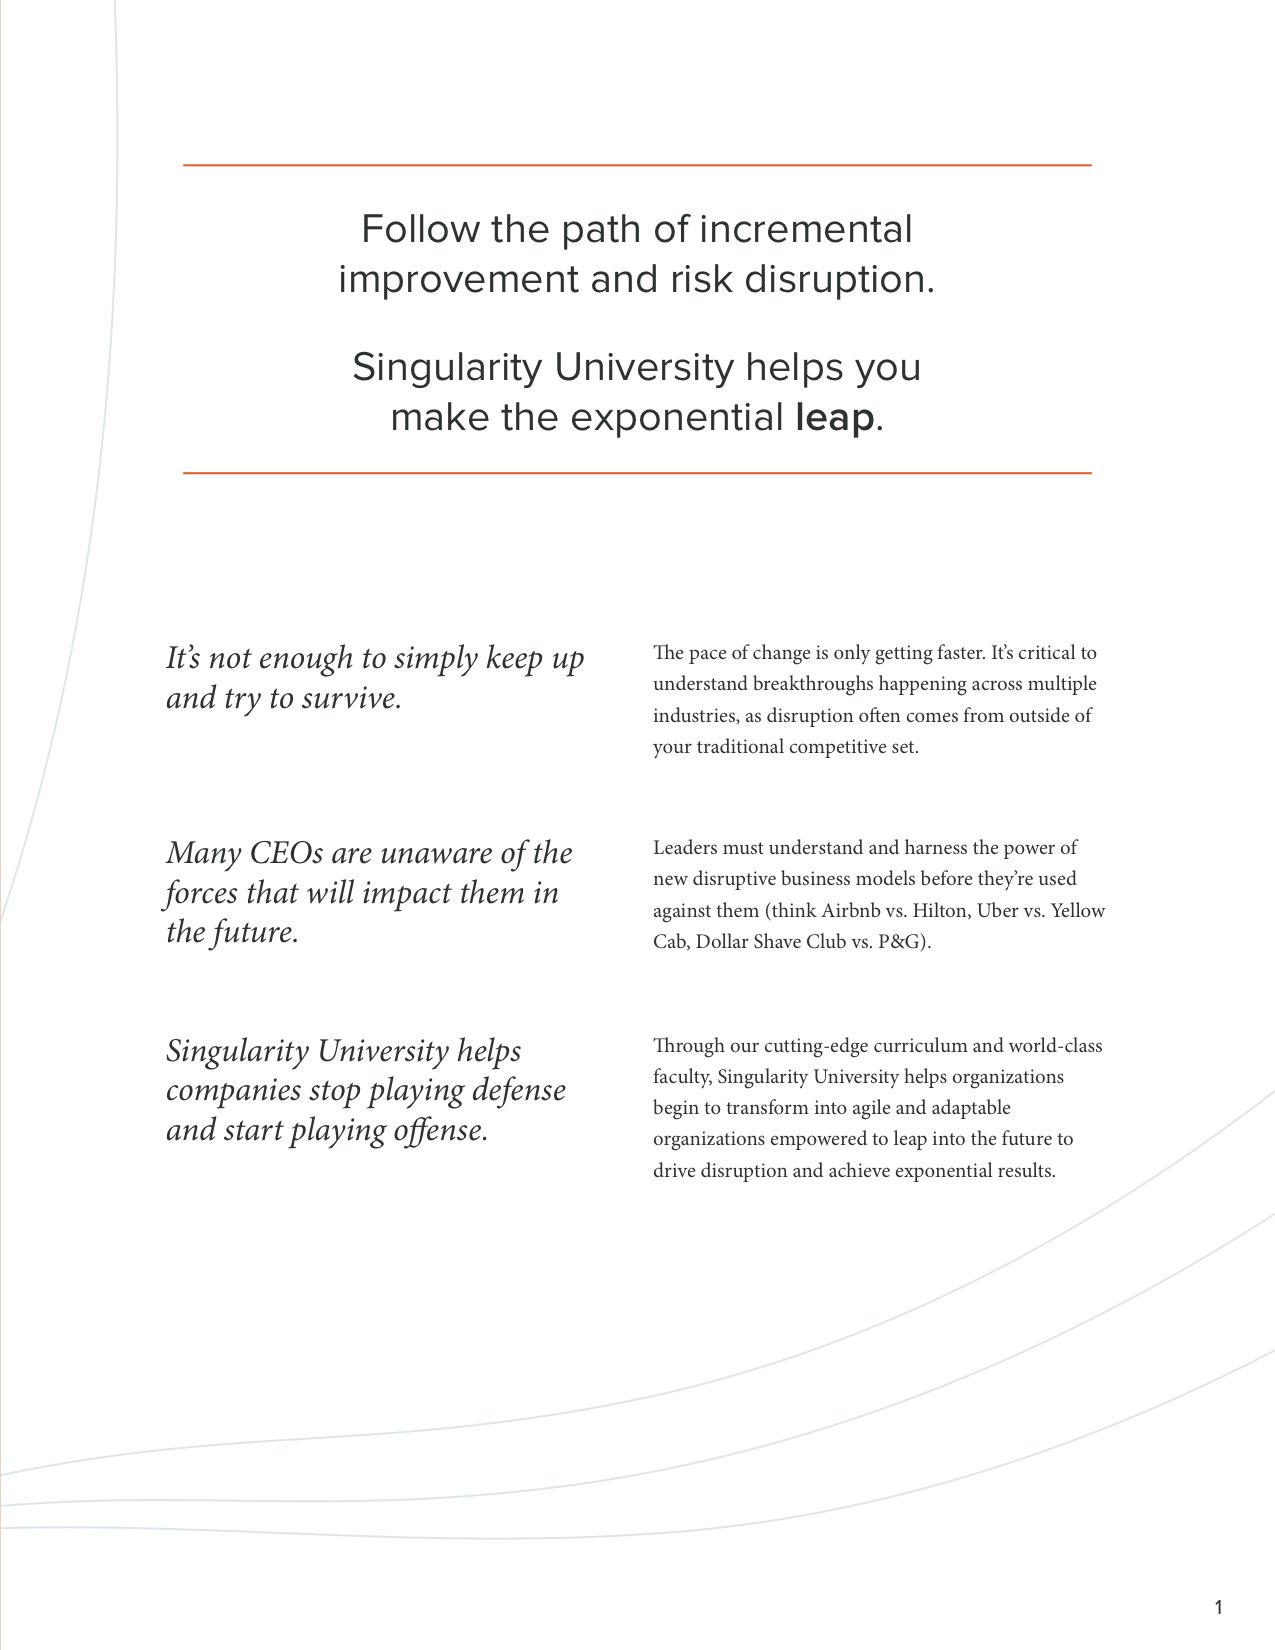 Follow the path of incremental
improvement and risk disruption.
Singularity University helps you
make the exponential leap.
It’s not enough to simply keep up
and try to survive.
The pace of change is only getting faster. It’s critical to
understand breakthroughs happening across multiple
industries, as disruption often comes from outside of
your traditional competitive set.
Many CEOs are unaware of the
forces that will impact them in
the future.
Leaders must understand and harness the power of
new disruptive business models before they’re used
against them (think Airbnb vs. Hilton, Uber vs. Yellow
Cab, Dollar Shave Club vs. P&G).
Singularity University helps
companies stop playing defense
and start playing offense.
Through our cutting-edge curriculum and world-class
faculty, Singularity University helps organizations
begin to transform into agile and adaptable
organizations empowered to leap into the future to
drive disruption and achieve exponential results.
1